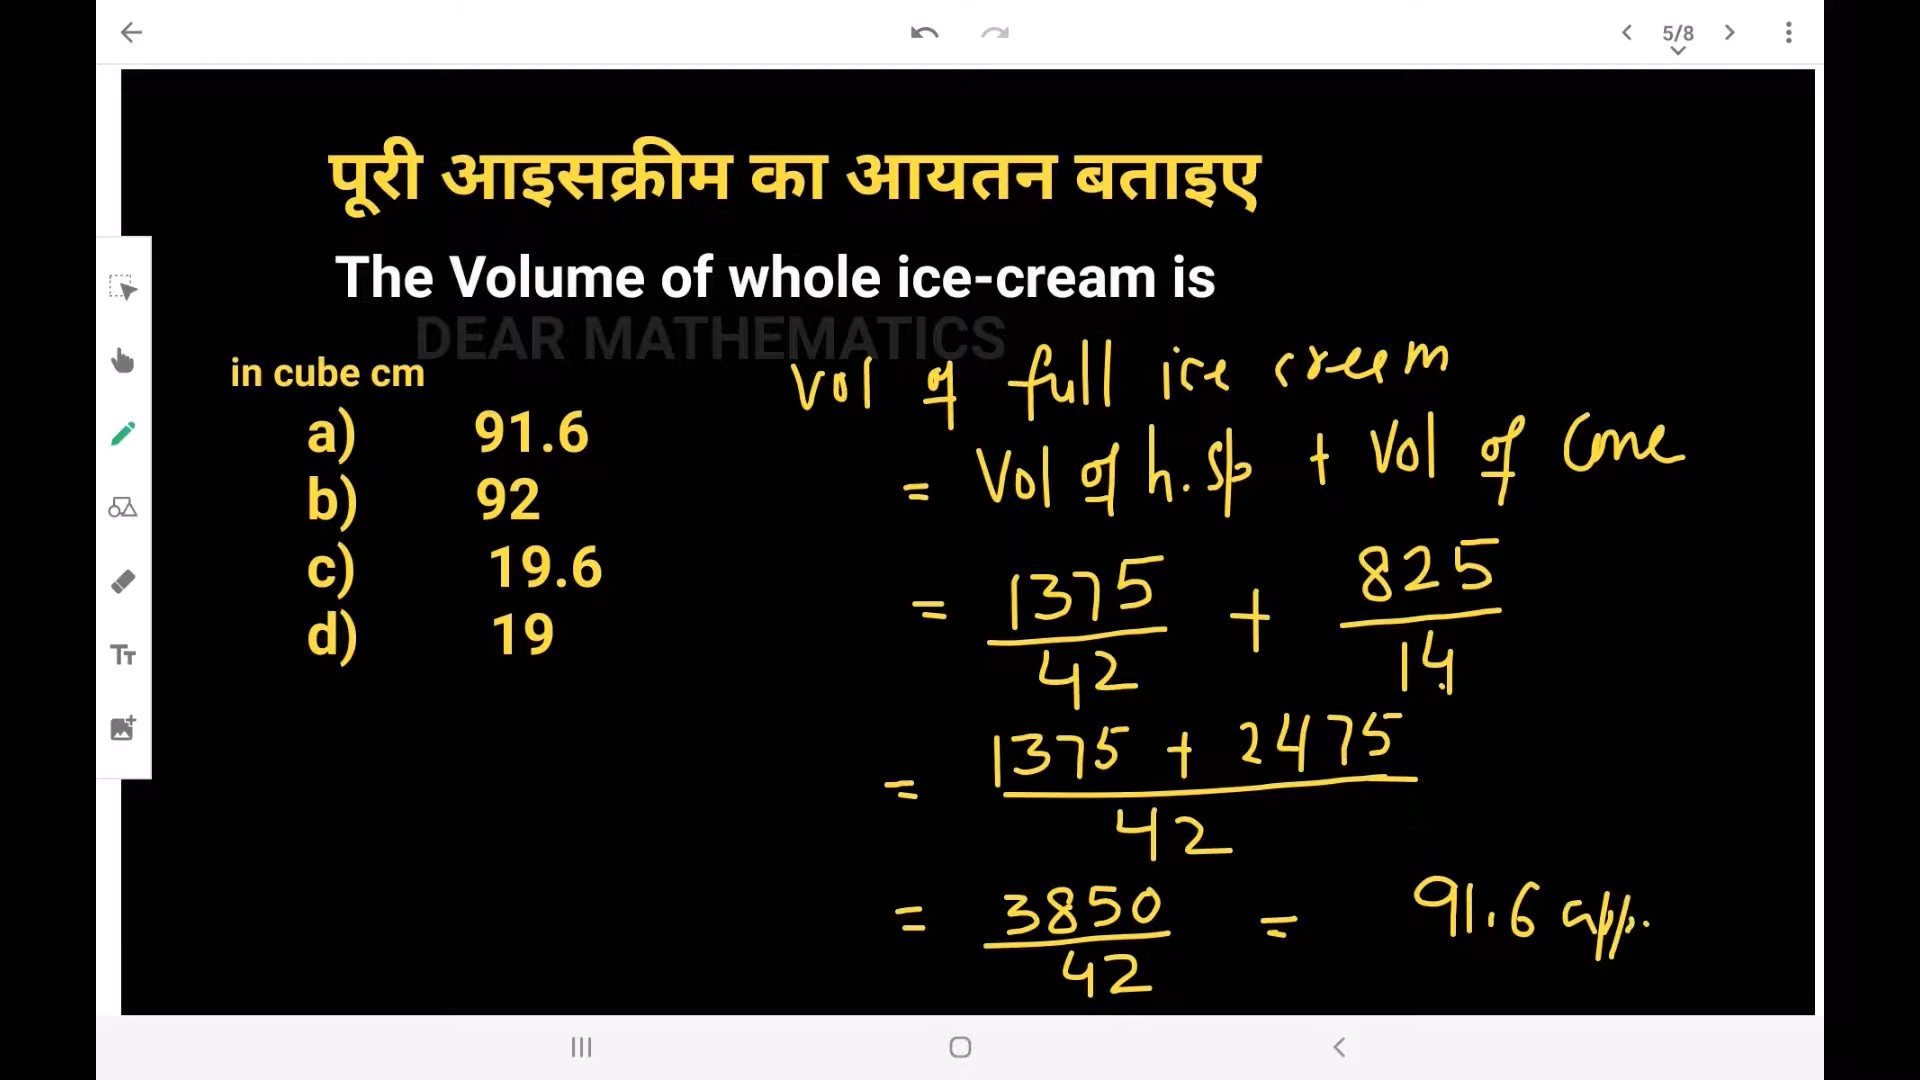 5/8
पूरी आइसक्रीम का आयतन बताइए
The Volume of whole ice-cream is
DEAR MATHEMATICS
in cube cm
a) 91.6
b) 92
c) 19.6
d) 19
Vol of full ice cream
= Vol of h.sp + Vol of Cone
= 1375/42 + 825/14
= 1375 + 2475/42
= 3850/42 = 91.6 app.
Tт